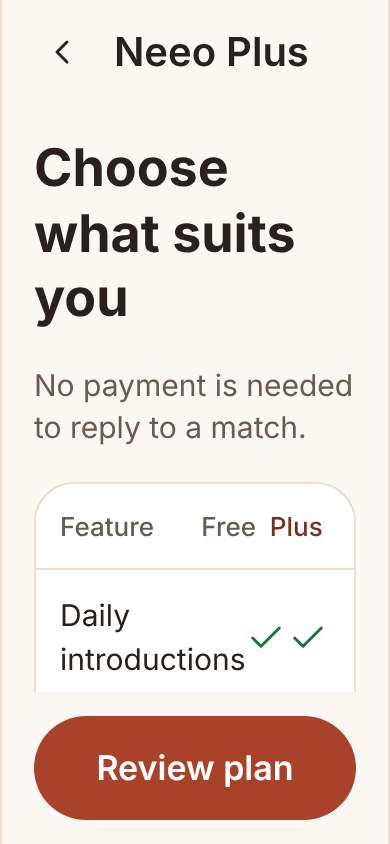 Neeo Plus
Choose
what suits
you
No payment is needed
to reply to a match.
Feature Free Plus
Daily
introductions
Review plan